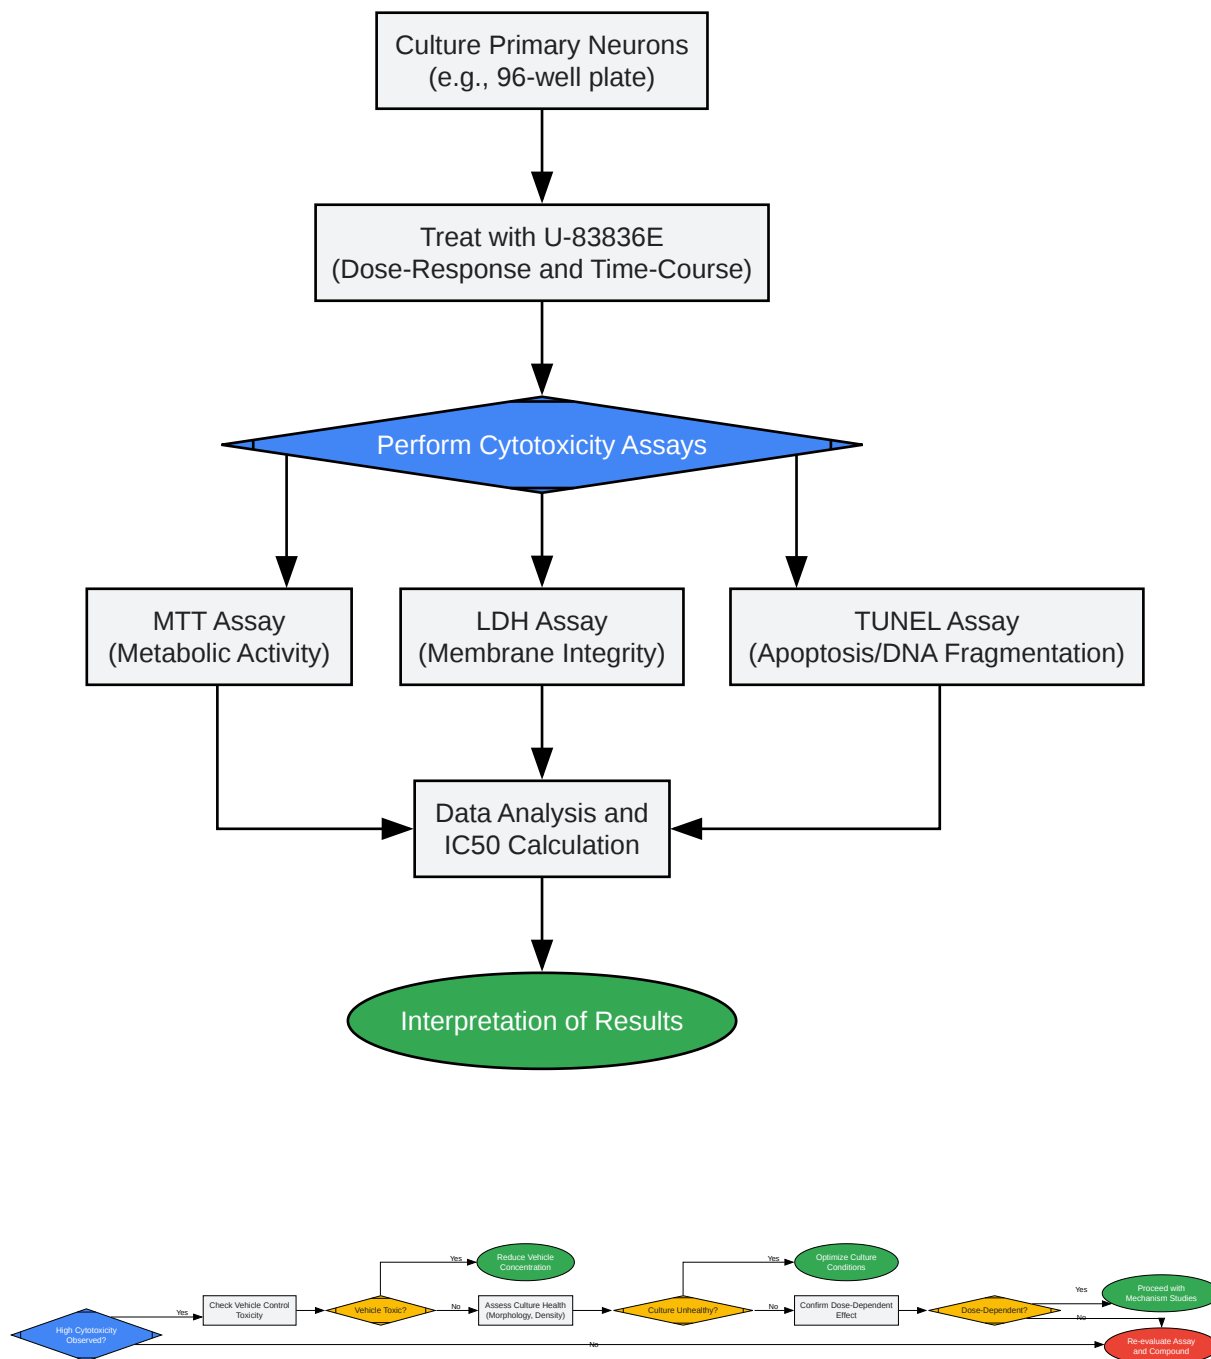 Culture Primary Neurons
(e.g., 96-well plate)
Treat with U-83836E
(Dose-Response and Time-Course)
Perform Cytotoxicity Assays
MTT Assay
(Metabolic Activity)
LDH Assay
(Membrane Integrity)
TUNEL Assay
(Apoptosis/DNA Fragmentation)
Data Analysis and
IC50 Calculation
Interpretation of Results
High Cytotoxicity
Observed?
Yes
Check Vehicle Control
Toxicity
Vehicle Toxic?
Yes
Reduce Vehicle
Concentration
No
Assess Culture Health
(Morphology, Density)
Culture Unhealthy?
Yes
Optimize Culture
Conditions
No
Confirm Dose-Dependent
Effect
Dose-Dependent?
Yes
Proceed with
Mechanism Studies
No
No
Re-evaluate Assay
and Compound